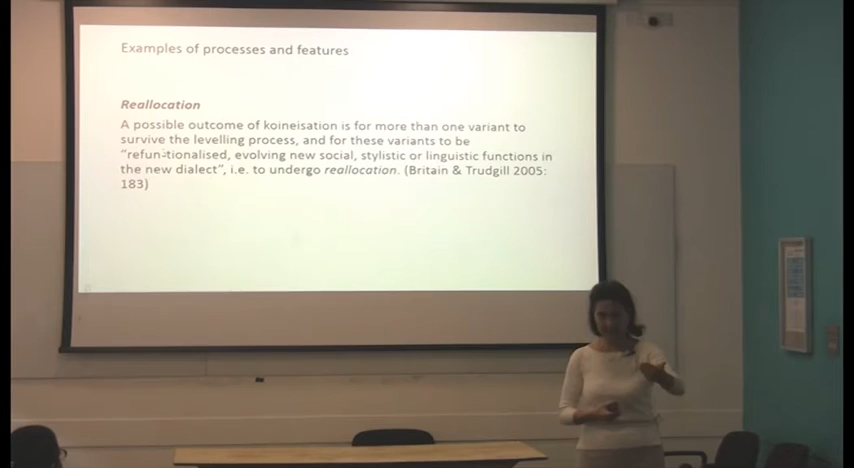 Examples of processes and features
Reallocation
A possible outcome of koineisation is for more than one variant to
survive the levelling process, and for these variants to be
“refunctionalised, evolving new social, stylistic or linguistic functions in
the new dialect”, i.e. to undergo reallocation. (Britain & Trudgill 2005:
183)